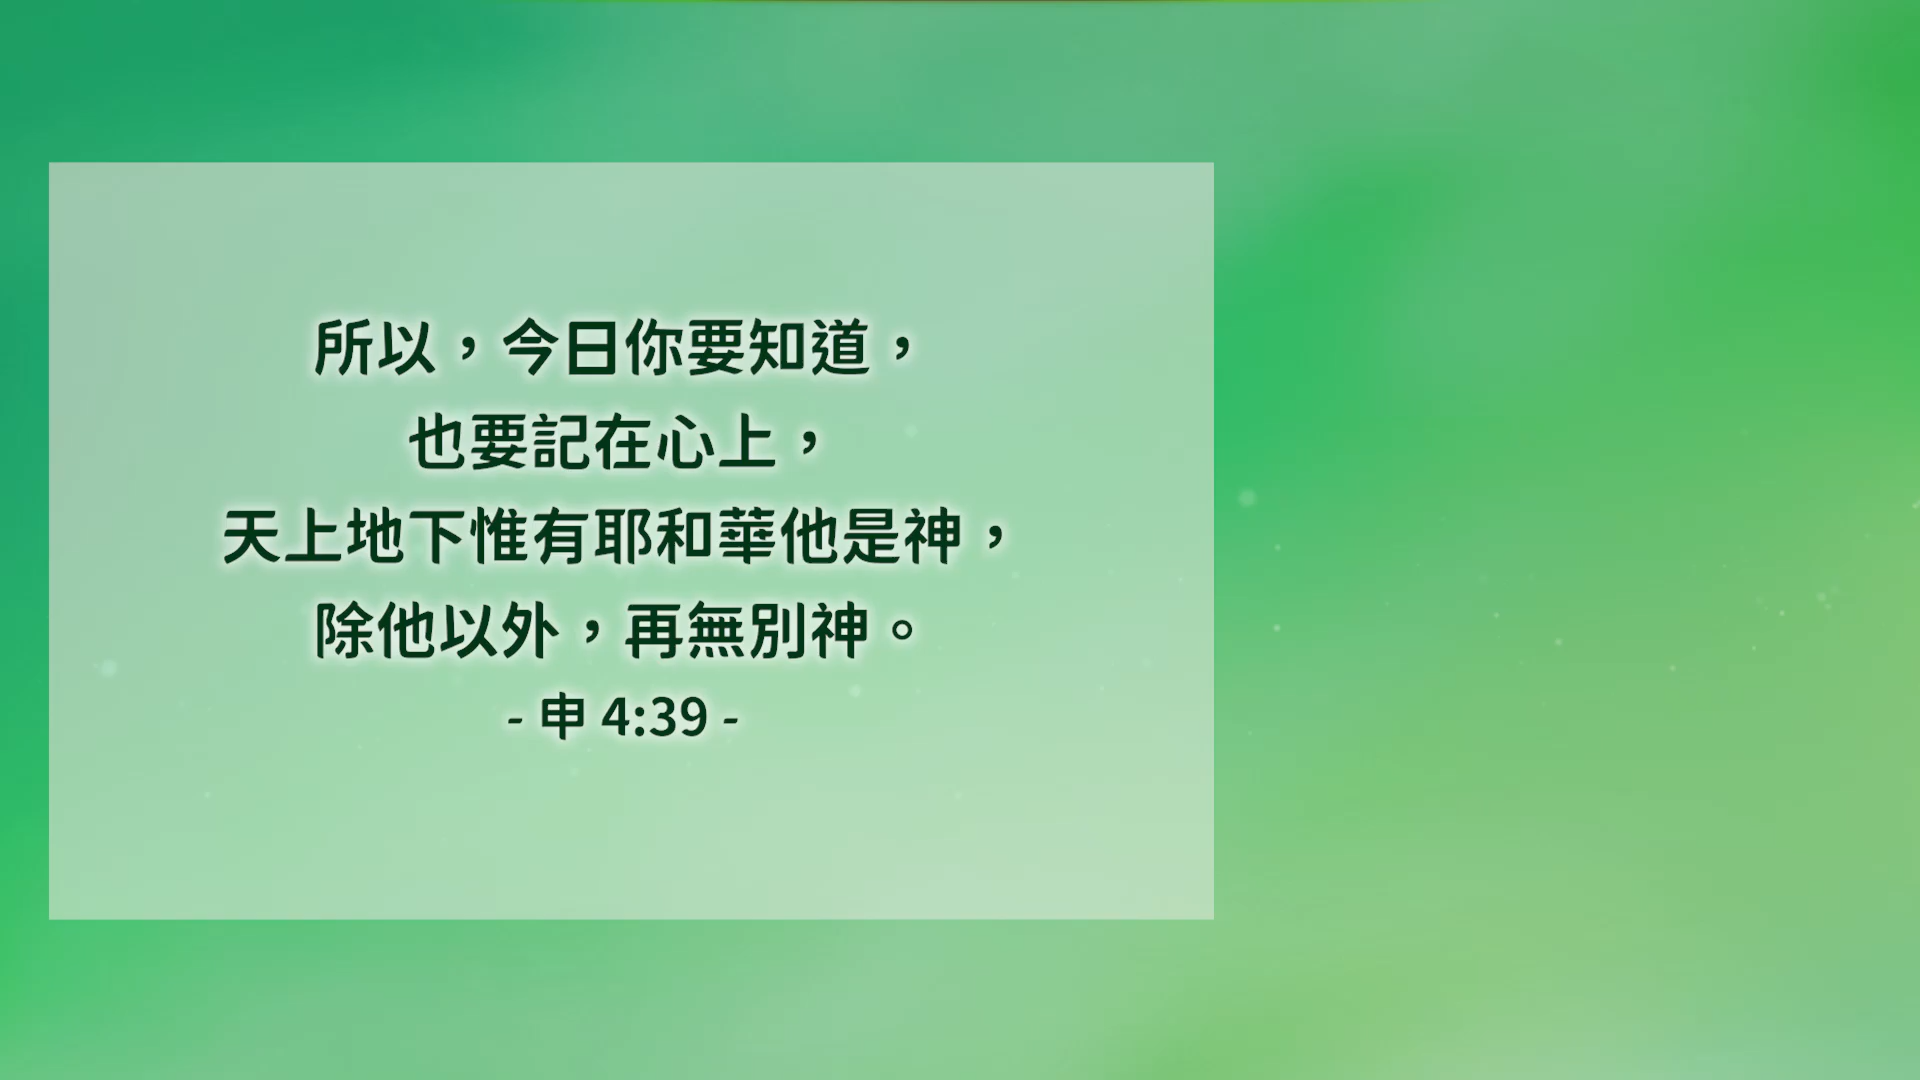 所以，今日你要知道，
也要記在心上，
天上地下惟有耶和華他是神，
除他以外，再無別神。
- 申 4:39 -